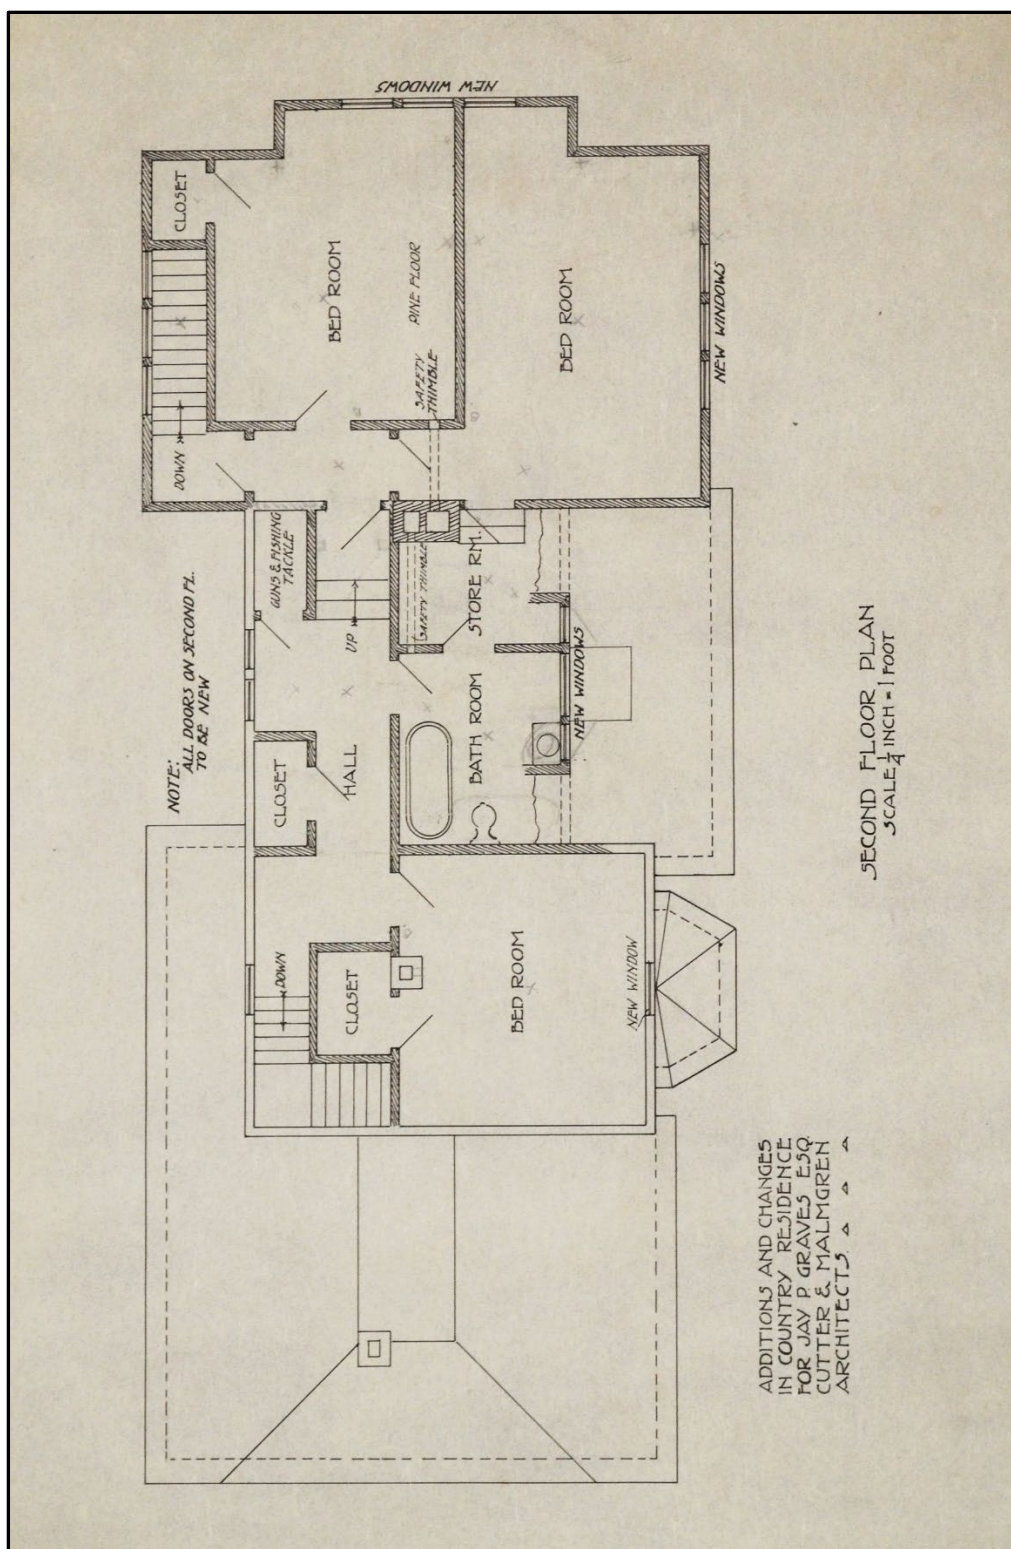 NEW WINDOWS
CLOSET
DOWN
BED ROOM
PINE FLOOR
SAFETY
THIMBLE
BED ROOM
NEW WINDOWS
GUNS & FISHING
TACKLE
UP
SAFETY THIMBLE
STORE RM.
NOTE:
ALL DOORS ON SECOND FL.
TO BE NEW
CLOSET
HALL
BATH ROOM
NEW WINDOWS
DOWN
CLOSET
BED ROOM
NEW WINDOW
SECOND FLOOR PLAN
SCALE 1/4 INCH = 1 FOOT
ADDITIONS AND CHANGES
IN COUNTRY RESIDENCE
FOR JAY P. GRAVES ESQ.
CUTTER & MALMGREN
ARCHITECTS.